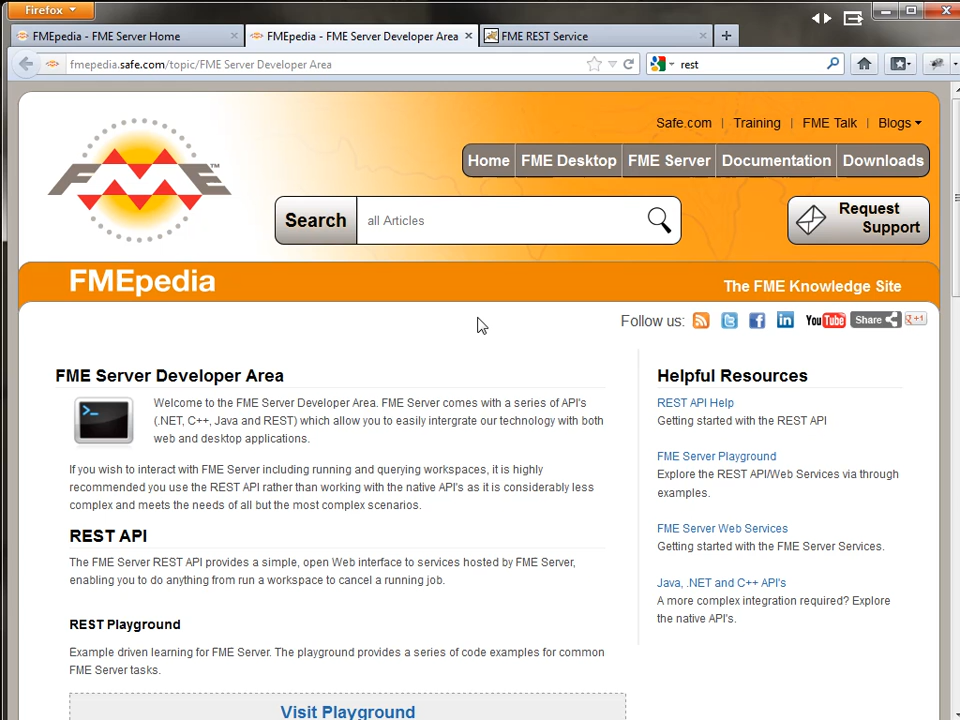 Firefox
FMEpedia - FME Server Home
FMEpedia - FME Server Developer Area
FME REST Service
fmepedia.safe.com/topic/FME Server Developer Area
rest
Safe.com | Training | FME Talk | Blogs
Home FME Desktop FME Server Documentation Downloads
FME™
Search all Articles
Request Support
FMEpedia
The FME Knowledge Site
Follow us: You Tube Share +1
FME Server Developer Area
Welcome to the FME Server Developer Area. FME Server comes with a series of API's
(.NET, C++, Java and REST) which allow you to easily intergrate our technology with both
web and desktop applications.
If you wish to interact with FME Server including running and querying workspaces, it is highly
recommended you use the REST API rather than working with the native API's as it is considerably less
complex and meets the needs of all but the most complex scenarios.
REST API
The FME Server REST API provides a simple, open Web interface to services hosted by FME Server,
enabling you to do anything from run a workspace to cancel a running job.
REST Playground
Example driven learning for FME Server. The playground provides a series of code examples for common
FME Server tasks.
Visit Playground
Helpful Resources
REST API Help
Getting started with the REST API
FME Server Playground
Explore the REST API/Web Services via through
examples.
FME Server Web Services
Getting started with the FME Server Services.
Java, .NET and C++ API's
A more complex integration required? Explore
the native API's.